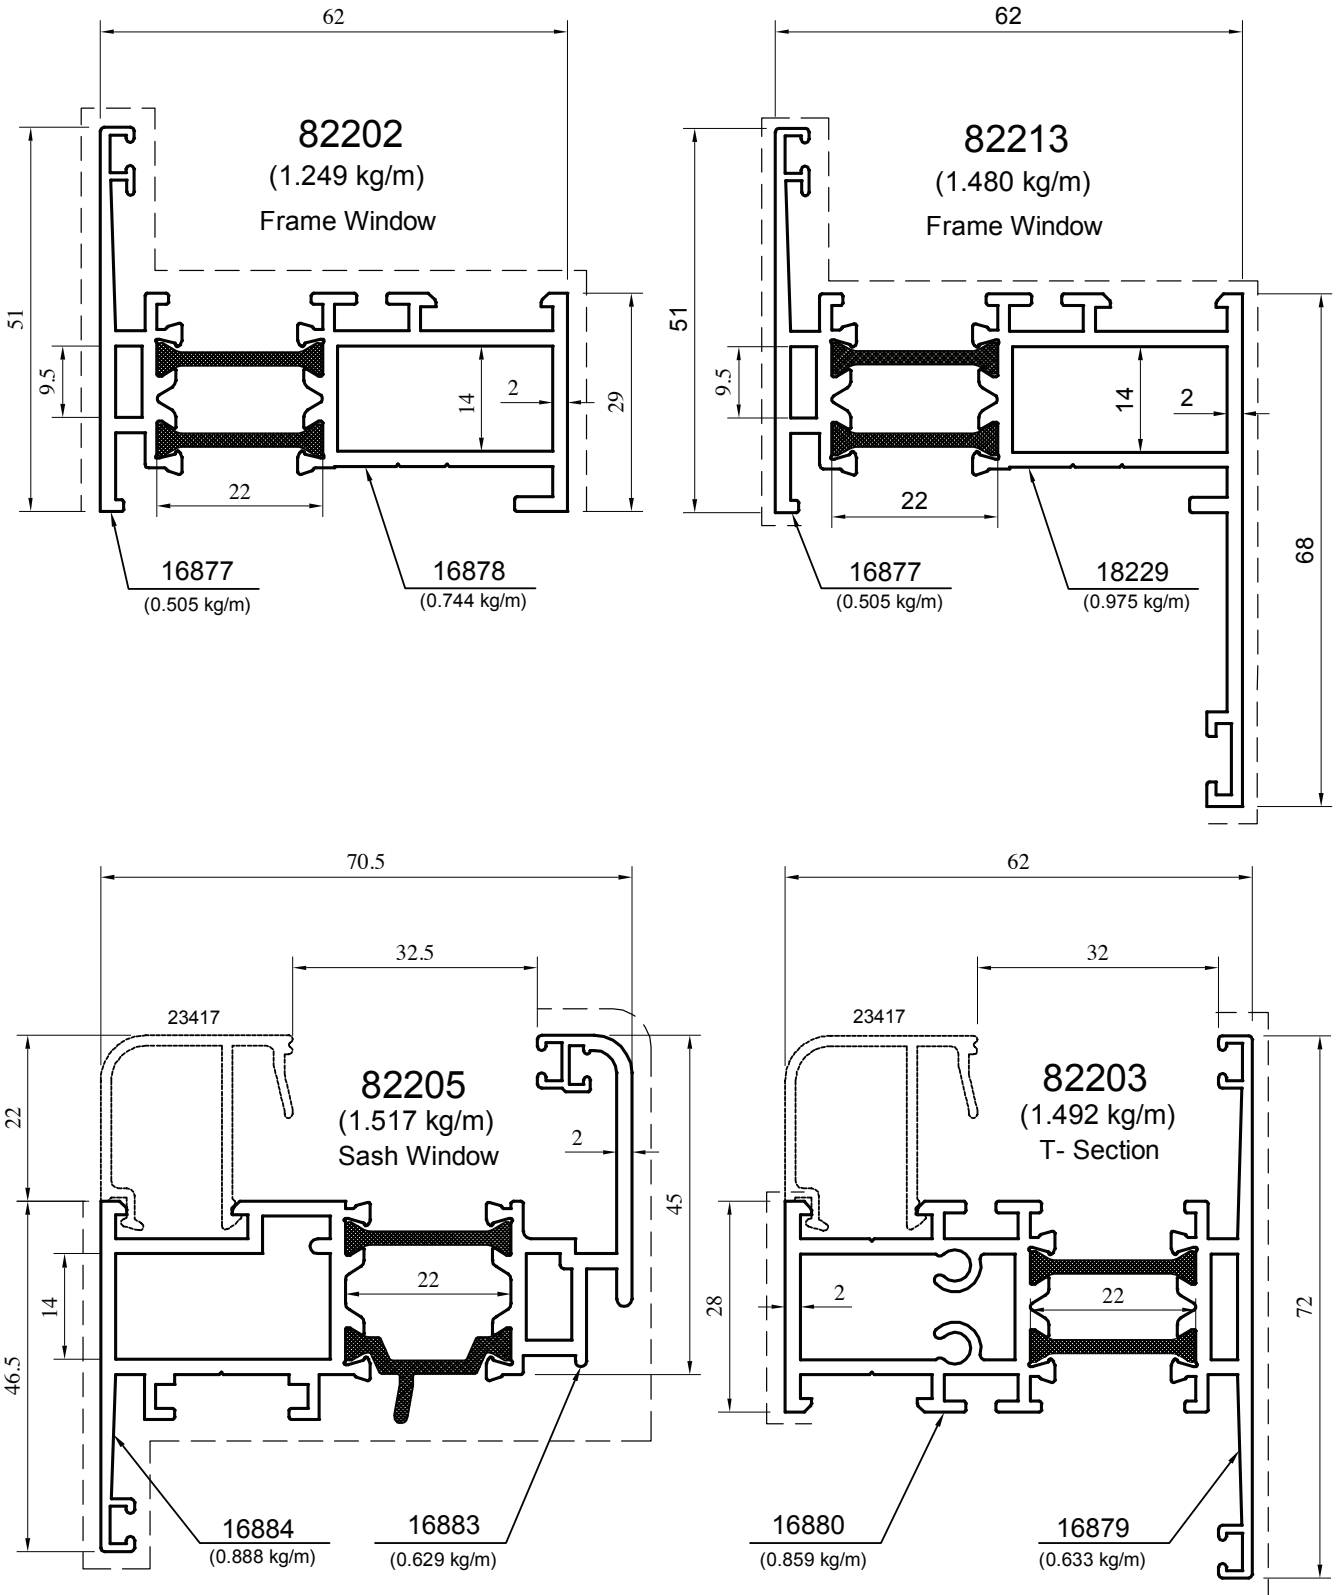 62
82202
(1.249 kg/m)
Frame Window
51
9.5
14
2
29
22
16877
(0.505 kg/m)
16878
(0.744 kg/m)
62
82213
(1.480 kg/m)
Frame Window
51
9.5
14
2
22
68
16877
(0.505 kg/m)
18229
(0.975 kg/m)
70.5
32.5
23417
82205
(1.517 kg/m)
Sash Window
22
2
45
22
14
46.5
16884
(0.888 kg/m)
16883
(0.629 kg/m)
62
32
23417
82203
(1.492 kg/m)
T- Section
28
2
22
72
16880
(0.859 kg/m)
16879
(0.633 kg/m)